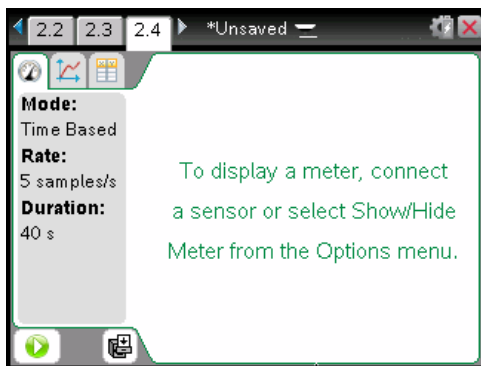 2.2 2.3 2.4 *Unsaved
Mode:
Time Based
Rate:
5 samples/s
Duration:
40 s
To display a meter, connect
a sensor or select Show/Hide
Meter from the Options menu.